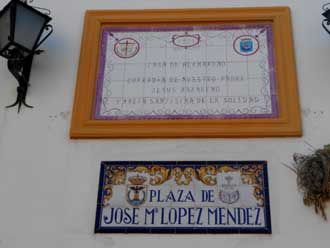 CASA DE HERMANDAD
COFRADIA DE NUESTRO PADRE
JESUS NAZARENO
Y MARIA SANTISIMA DE LA SOLEDAD
PLAZA DE
JOSE Mª LOPEZ MENDEZ